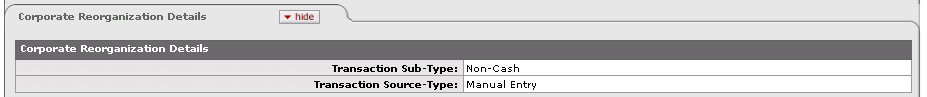 Corporate Reorganization Details hide
Corporate Reorganization Details
Transaction Sub-Type: Non-Cash
Transaction Source-Type: Manual Entry